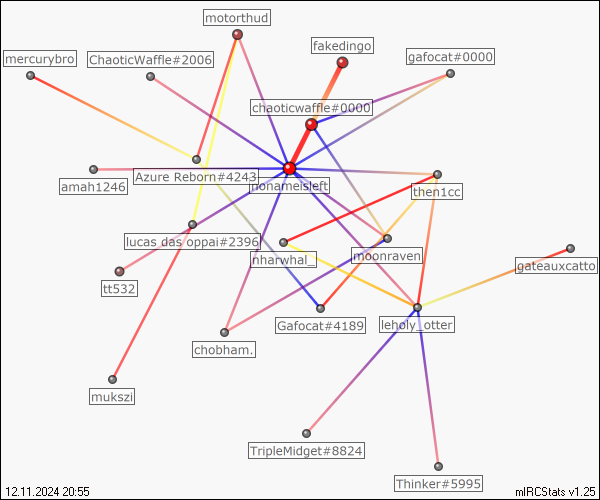 motorthud
fakedingo
mercurybro
ChaoticWaffle#2006
gafocat#0000
chaoticwaffle#0000
Azure Reborn#4243
nonameisleft
amah1246
then1cc
lucas das oppai#2396
nharwhal_
moonraven
gateauxcatto
tt532
Gafocat#4189
leholy_otter
chobham.
mukszi
TripleMidget#8824
Thinker#5995
12.11.2024 20:55
mIRCStats v1.25